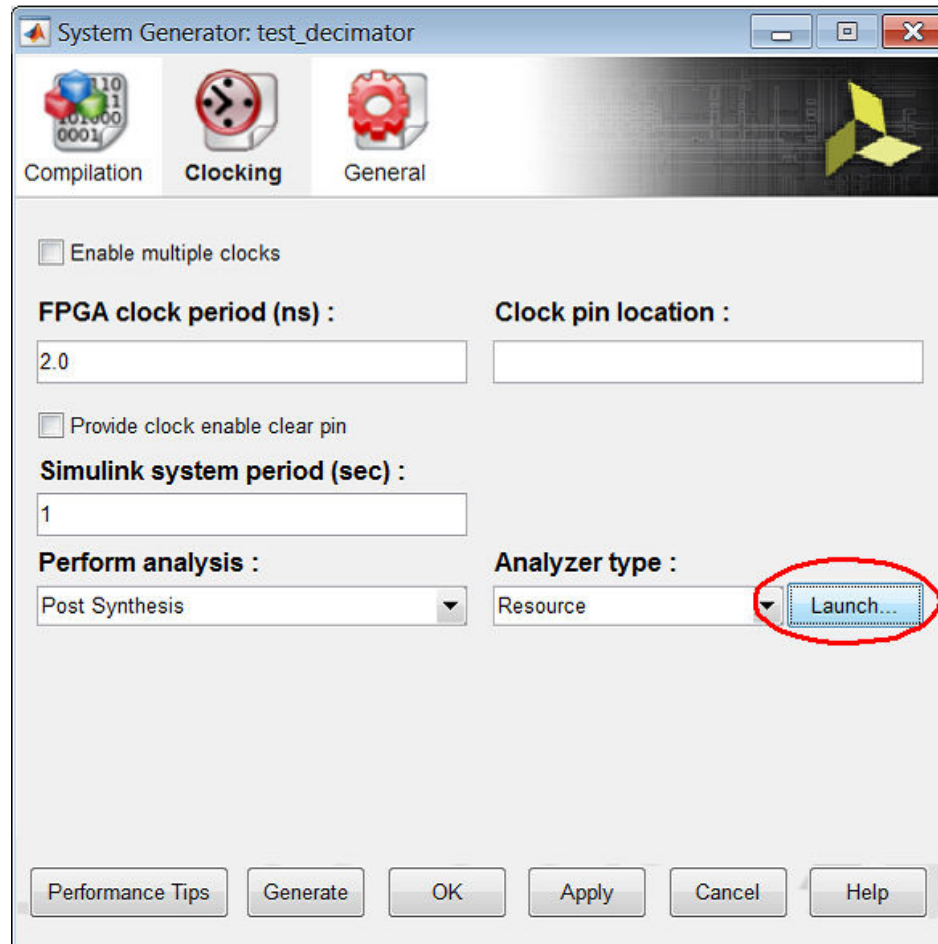 System Generator: test_decimator
Compilation Clocking General
Enable multiple clocks
FPGA clock period (ns) : Clock pin location :
2.0
Provide clock enable clear pin
Simulink system period (sec) :
1
Perform analysis : Analyzer type :
Post Synthesis Resource Launch...
Performance Tips Generate OK Apply Cancel Help